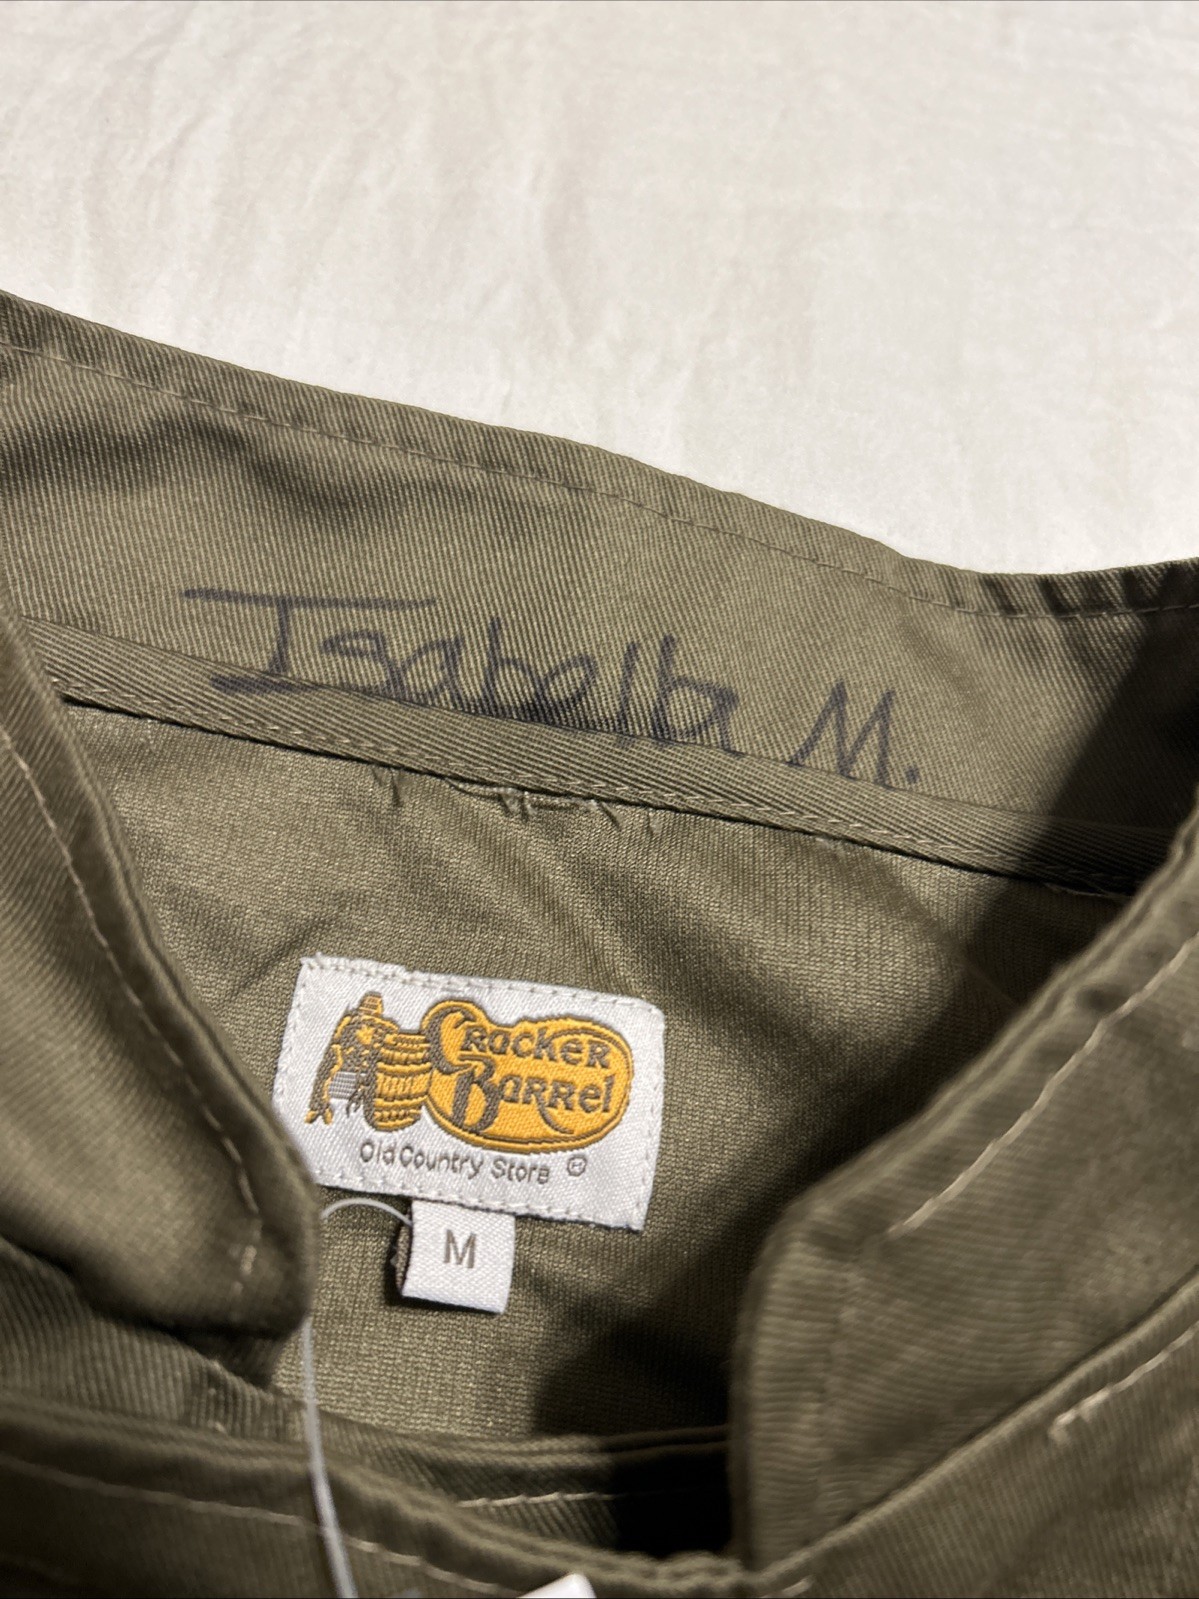 Isabella M.
Cracker
Barrel
Old Country Store ®
M